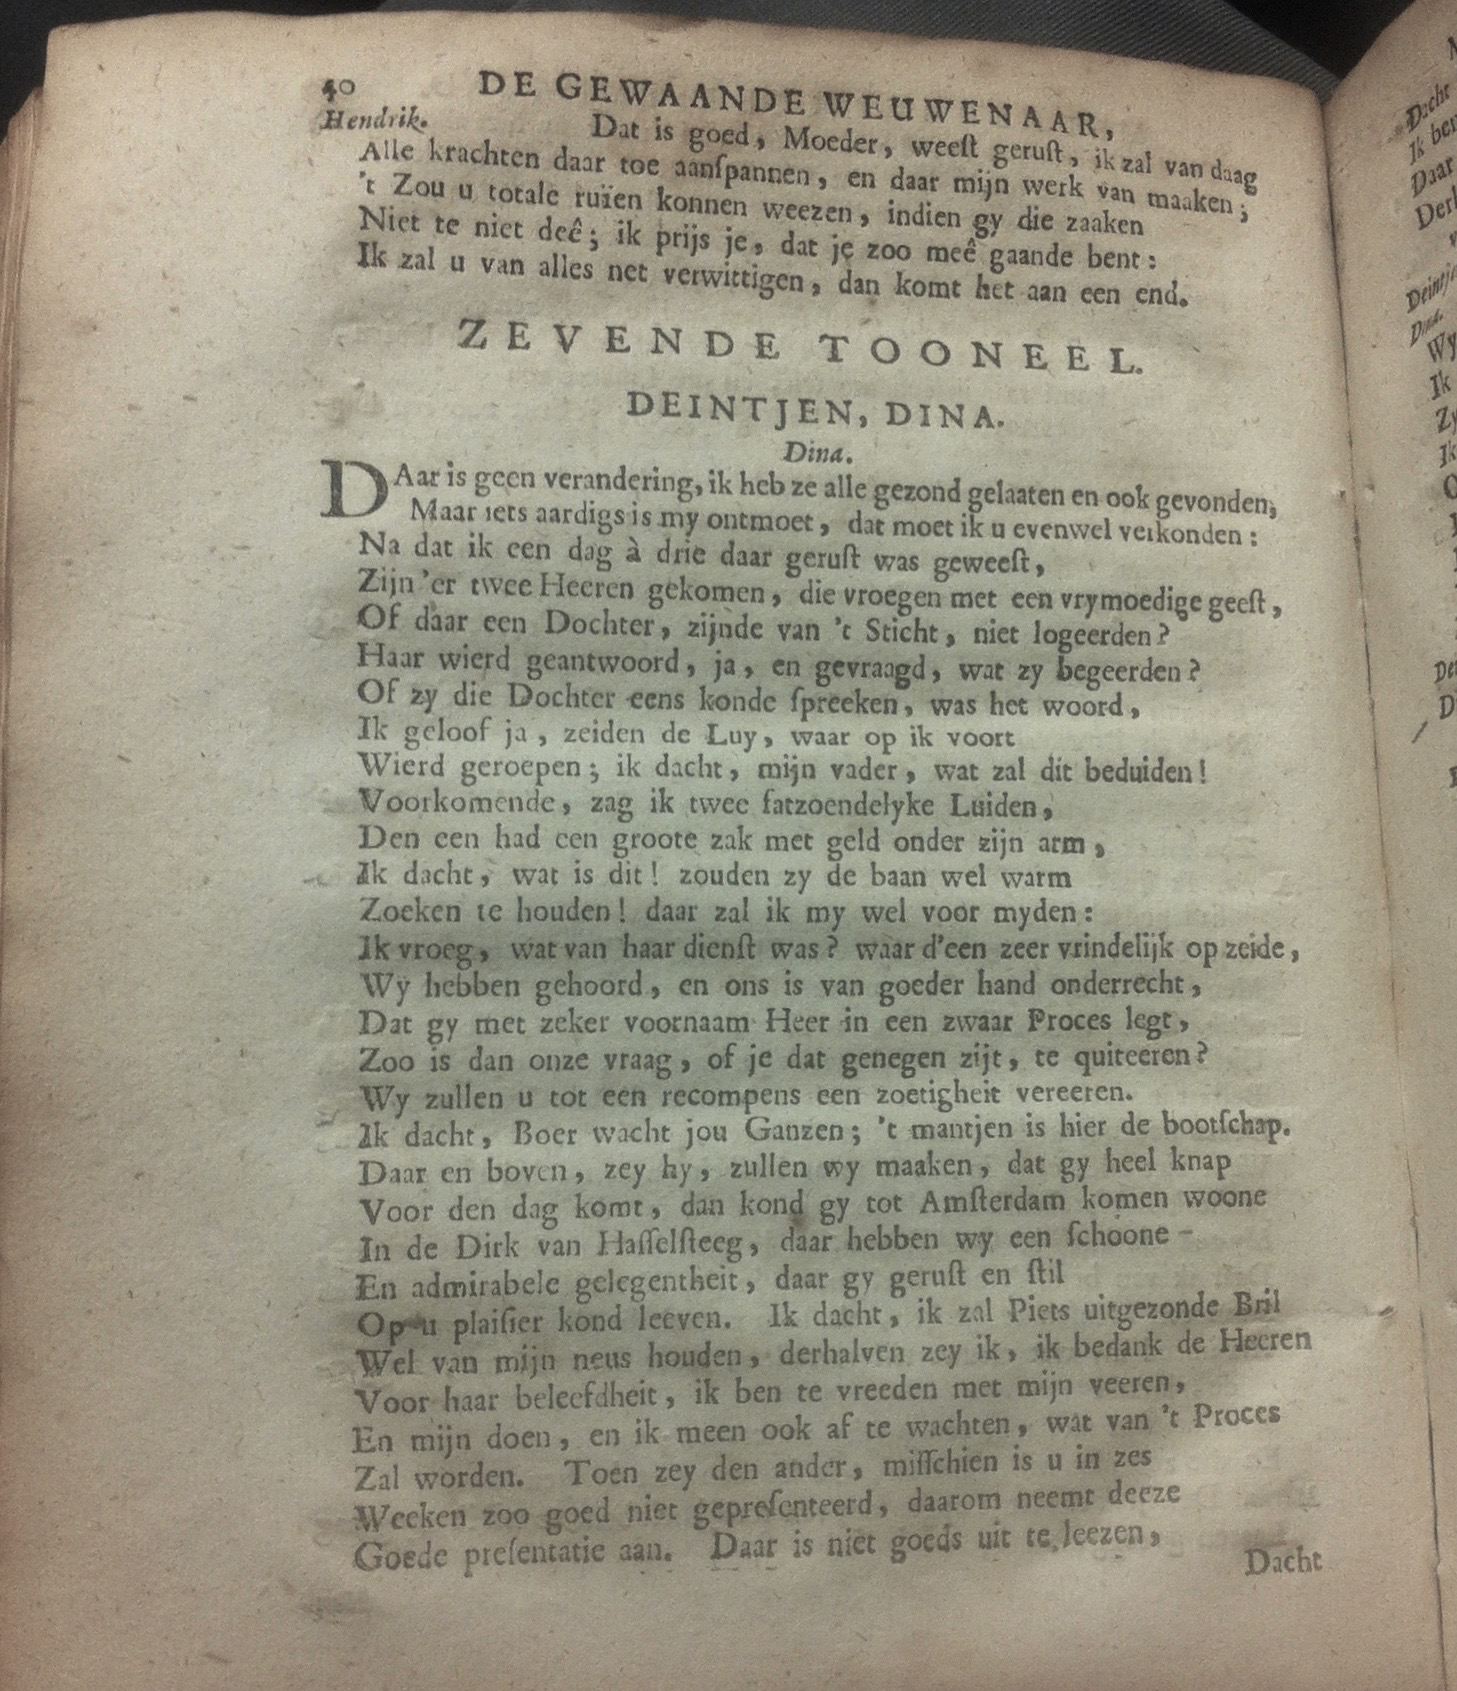 40 DE GEWAANDE WEUWENAAR,
Hendrik. Dat is goed, Moeder, weeſt geruſt, ik zal van daag
Alle krachten daar toe aanſpannen, en daar mijn werk van maaken;
't Zou u totale ruïen konnen weezen, indien gy die zaaken
Niet te niet deê; ik prijs je, dat je zoo meê gaande bent:
Ik zal u van alles net verwittigen, dan komt het aan een end.
ZEVENDE TOONEEL.
DEINTJEN, DINA.
Dina.
DAar is geen verandering, ik heb ze alle gezond gelaaten en ook gevonden,
Maar iets aardigs is my ontmoet, dat moet ik u evenwel verkonden:
Na dat ik een dag à drie daar geruſt was geweeſt,
Zijn 'er twee Heeren gekomen, die vroegen met een vrymoedige geeſt,
Of daar een Dochter, zijnde van 't Sticht, niet logeerden?
Haar wierd geantwoord, ja, en gevraagd, wat zy begeerden?
Of zy die Dochter eens konde ſpreeken, was het woord,
Ik geloof ja, zeiden de Luy, waar op ik voort
Wierd geroepen; ik dacht, mijn vader, wat zal dit beduiden!
Voorkomende, zag ik twee fatzoendelyke Luiden,
Den een had een groote zak met geld onder zijn arm,
Ik dacht, wat is dit! zouden zy de baan wel warm
Zoeken te houden! daar zal ik my wel voor myden:
Ik vroeg, wat van haar dienſt was? waar d'een zeer vrindelijk op zeide,
Wy hebben gehoord, en ons is van goeder hand onderrecht,
Dat gy met zeker voornaam Heer in een zwaar Proces legt,
Zoo is dan onze vraag, of je dat genegen zijt, te quiteeren?
Wy zullen u tot een recompens een zoetigheit vereeren.
Ik dacht, Boer wacht jou Ganzen; 't mantjen is hier de bootſchap.
Daar en boven, zey hy, zullen wy maaken, dat gy heel knap
Voor den dag komt, dan kond gy tot Amſterdam komen woone
In de Dirk van Haſſelſteeg, daar hebben wy een ſchoone
En admirabele gelegentheit, daar gy geruſt en ſtil
Op u plaiſier kond leeven. Ik dacht, ik zal Piets uitgezonde Bril
Wel van mijn neus houden, derhalven zey ik, ik bedank de Heeren
Voor haar beleefdheit, ik ben te vreeden met mijn veeren,
En mijn doen, en ik meen ook af te wachten, wat van 't Proces
Zal worden. Toen zey den ander, miſſchien is u in zes
Weeken zoo goed niet gepreſenteerd, daarom neemt deeze
Goede preſentatie aan. Daar is niet goeds uit te leezen,
Dacht
Dacht
Daar
Wy
Ik
Ik